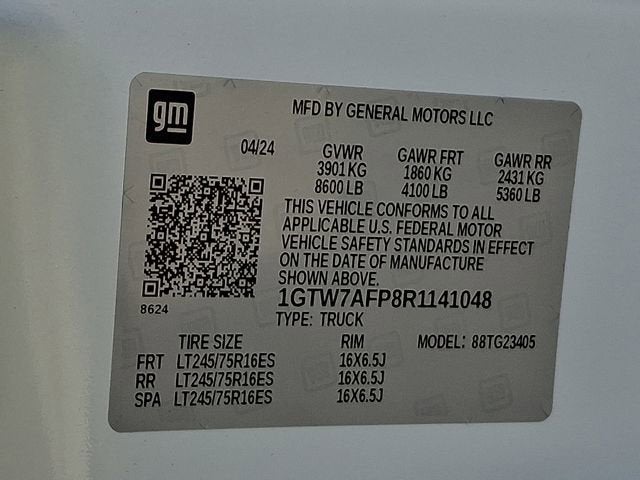 gm
MFD BY GENERAL MOTORS LLC
04/24 GVWR GAWR FRT GAWR RR
3901 KG 1860 KG 2431 KG
8600 LB 4100 LB 5360 LB
THIS VEHICLE CONFORMS TO ALL
APPLICABLE U.S. FEDERAL MOTOR
VEHICLE SAFETY STANDARDS IN EFFECT
ON THE DATE OF MANUFACTURE
SHOWN ABOVE.
1GTW7AFP8R1141048
8624
TYPE: TRUCK
TIRE SIZE RIM MODEL: 88TG23405
FRT LT245/75R16ES 16X6.5J
RR LT245/75R16ES 16X6.5J
SPA LT245/75R16ES 16X6.5J